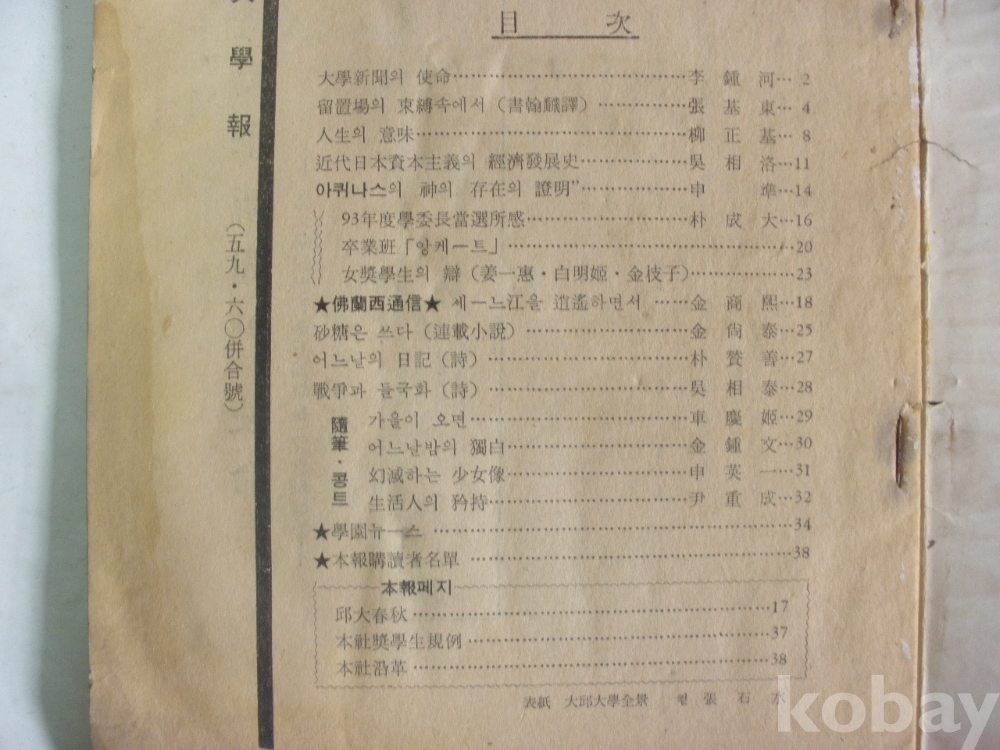 目 次
大學新聞의 使命 李鍾河 2
留置場의 束縛속에서 (書翰飜譯) 張基東 4
人生의 意味 柳正基 8
近代日本資本主義의 經濟發展史 吳相洛 11
아퀴나스의 神의 存在의 證明” 申準 14
93年度學委長當選所感 朴成大 16
卒業班「앙케ー트」 20
女奬學生의 辯 (姜一惠・白明姬・金枝子) 23
★佛蘭西通信★ 세ー느江을 逍遙하면서 金商熙 18
砂糖은 쓰다 (連載小說) 金尙泰 25
어느날의 日記 (詩) 朴贊善 27
戰爭과 들국화 (詩) 吳相泰 28
隨筆・콩트
가을이 오면 車慶姬 29
어느날밤의 獨白 金鍾文 30
幻滅하는 少女像 申英一 31
生活人의 矜持 尹重成 32
★學園뉴ー스 34
★本報購讀者名單 38
本報페지
邱大春秋 17
本社奬學生規例 37
本社沿革 38
表紙 大邱大學全景 張石
學報
(五九・六〇倂合號)
kobay